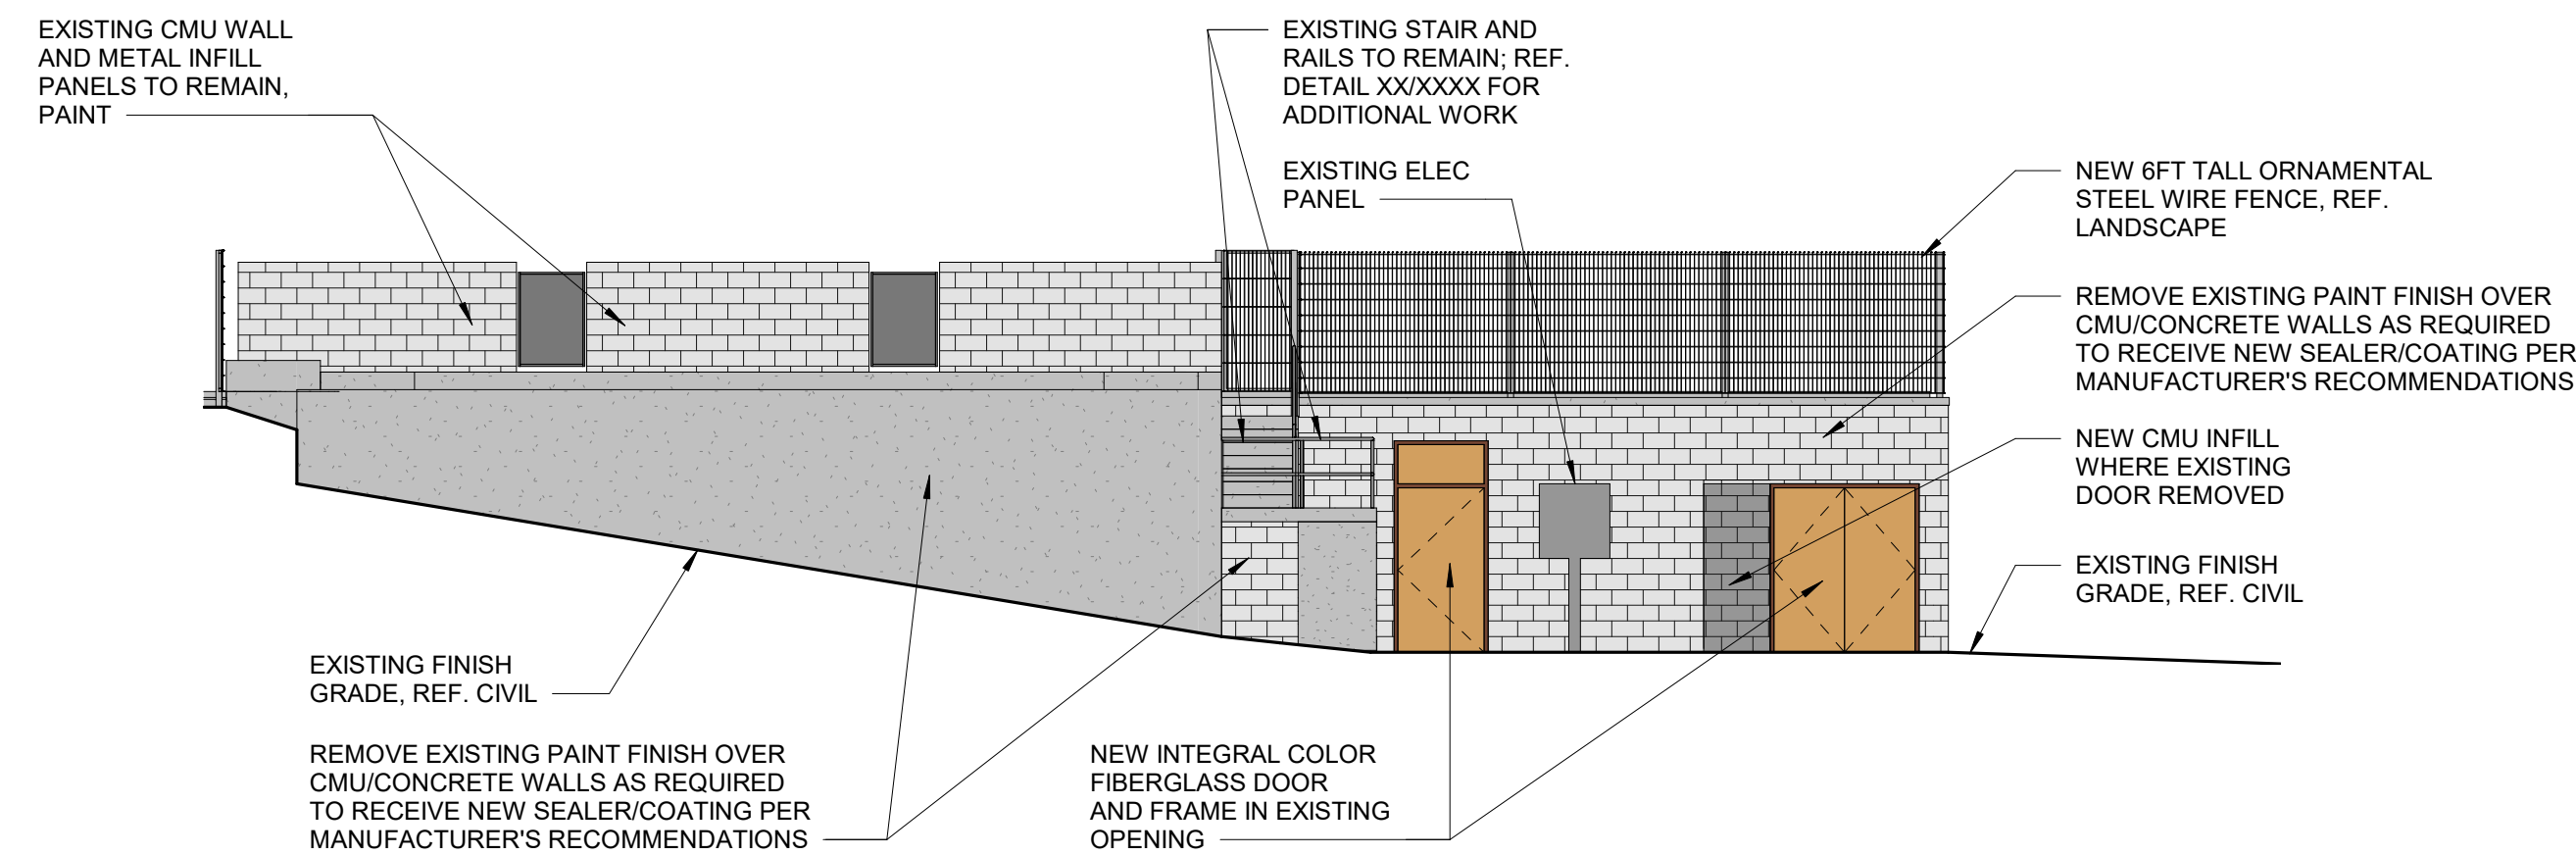 EXISTING CMU WALL
AND METAL INFILL
PANELS TO REMAIN,
PAINT
EXISTING STAIR AND
RAILS TO REMAIN; REF.
DETAIL XX/XXXX FOR
ADDITIONAL WORK
EXISTING ELEC
PANEL
NEW 6FT TALL ORNAMENTAL
STEEL WIRE FENCE, REF.
LANDSCAPE
REMOVE EXISTING PAINT FINISH OVER
CMU/CONCRETE WALLS AS REQUIRED
TO RECEIVE NEW SEALER/COATING PER
MANUFACTURER'S RECOMMENDATIONS
NEW CMU INFILL
WHERE EXISTING
DOOR REMOVED
EXISTING FINISH
GRADE, REF. CIVIL
EXISTING FINISH
GRADE, REF. CIVIL
REMOVE EXISTING PAINT FINISH OVER
CMU/CONCRETE WALLS AS REQUIRED
TO RECEIVE NEW SEALER/COATING PER
MANUFACTURER'S RECOMMENDATIONS
NEW INTEGRAL COLOR
FIBERGLASS DOOR
AND FRAME IN EXISTING
OPENING